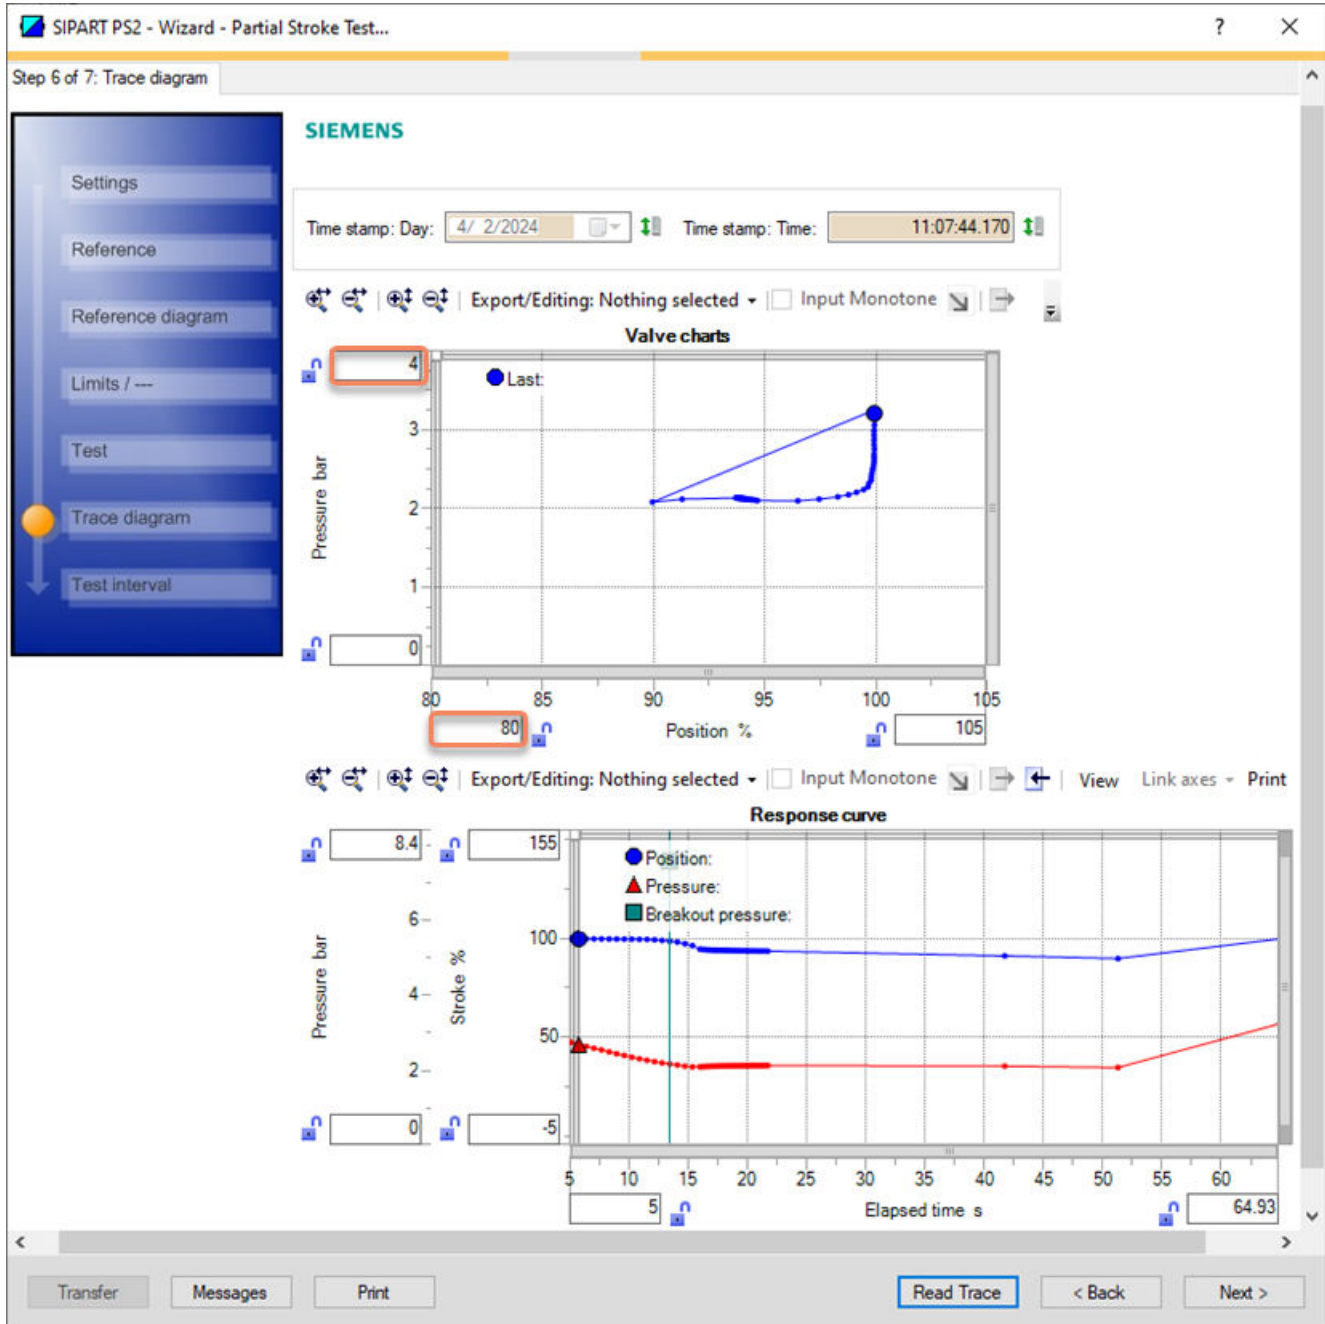 SIPART PS2 - Wizard - Partial Stroke Test...
?
Step 6 of 7: Trace diagram
SIEMENS
Settings
Reference
Reference diagram
Limits / ---
Test
Trace diagram
Test interval
Time stamp: Day: 4/ 2/2024 Time stamp: Time: 11:07:44.170
Export/Editing: Nothing selected Input Monotone
Valve charts
4
Last:
3
2
1
0
Pressure bar
80 85 90 95 100 105
80 Position % 105
Export/Editing: Nothing selected Input Monotone View Link axes Print
Response curve
8.4 155
Position:
Pressure:
Breakout pressure:
6
4
2
0
Pressure bar
100
50
-5
Stroke %
5 10 15 20 25 30 35 40 45 50 55 60
5 Elapsed time s 64.93
Transfer Messages Print Read Trace < Back Next >